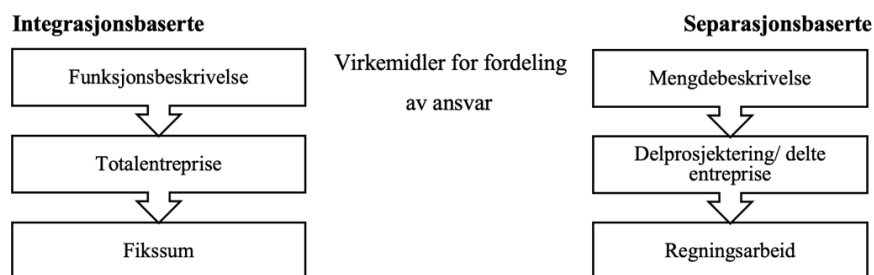 Integrasjonsbaserte
Separasjonsbaserte
Funksjonsbeskrivelse
Virkemidler for fordeling
av ansvar
Mengdebeskrivelse
Totalentreprise
Delprosjektering/ delte
entreprise
Fikssum
Regningsarbeid